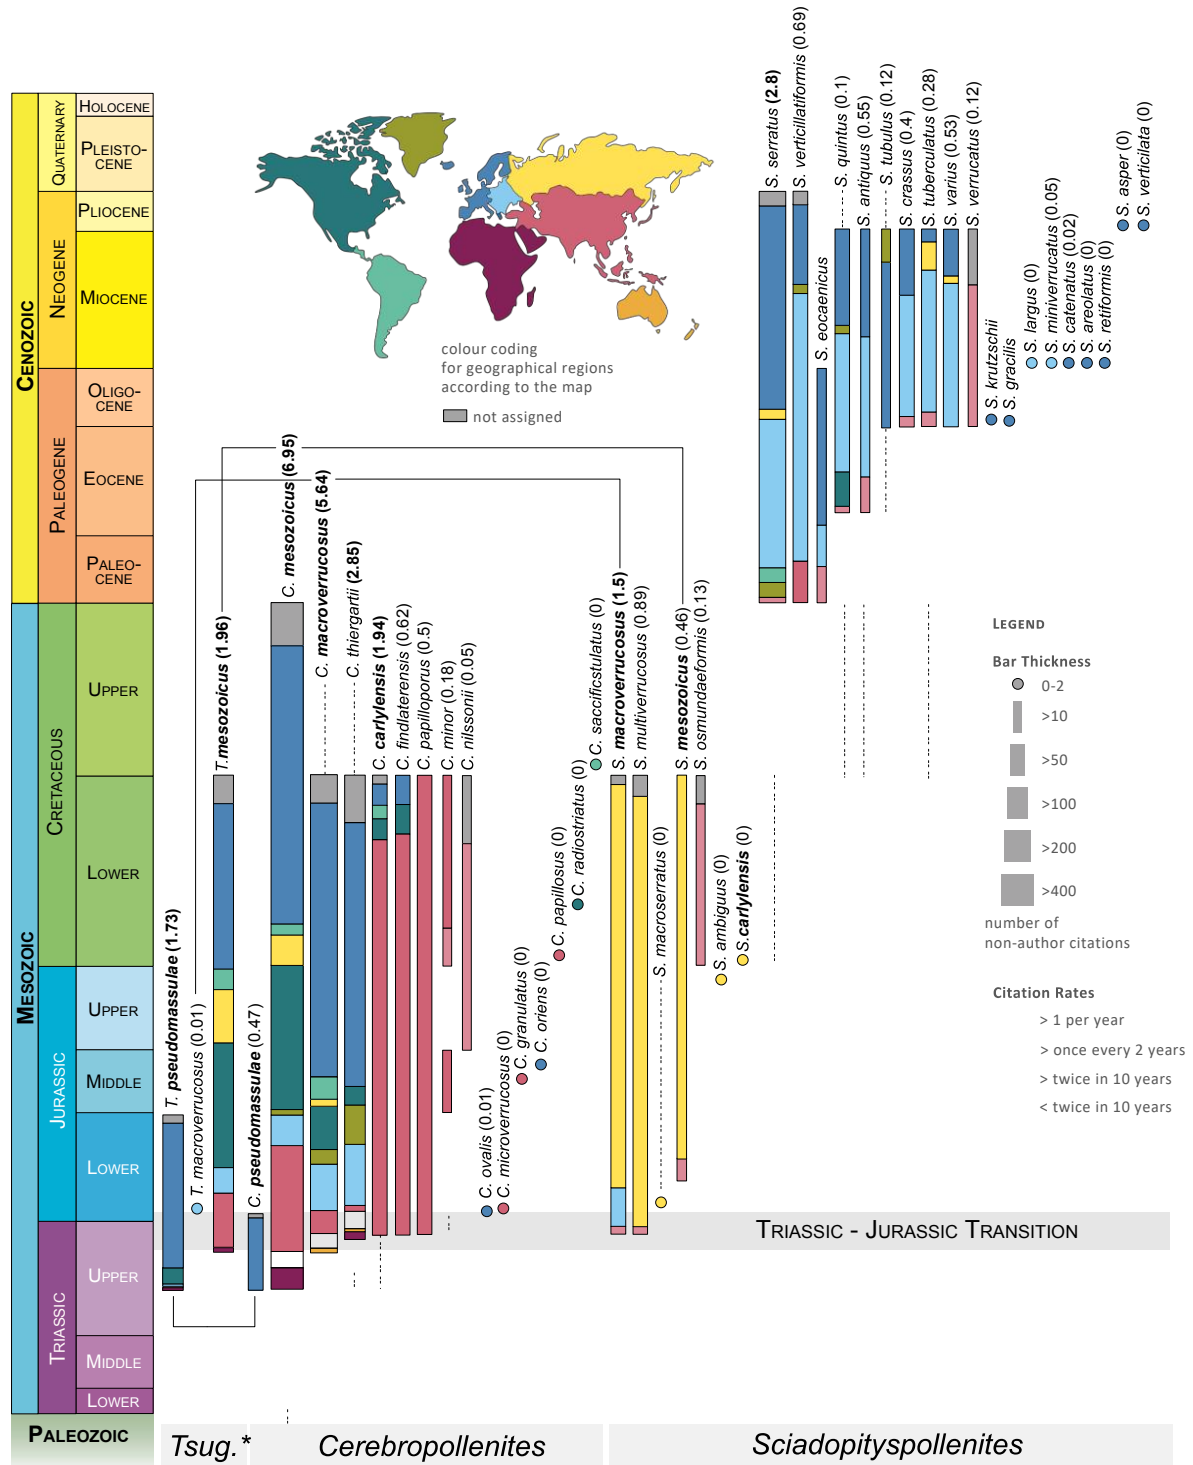 CENOZOIC
MESOZOIC
PALEOZOIC
QUATERNARY
NEOGENE
PALEOGENE
CRETACEOUS
JURASSIC
TRIASSIC
HOLOCENE
PLEISTO-
CENE
PLIOCENE
MIOCENE
OLIGO-
CENE
EOCENE
PALEO-
CENE
UPPER
LOWER
UPPER
MIDDLE
LOWER
UPPER
MIDDLE
LOWER
colour coding
for geographical regions
according to the map
not assigned
T. pseudomassulae (1.73)
T. macroverrucosus (0.01)
T.mesozoicus (1.96)
C. pseudomassulae (0.47)
C. mesozoicus (6.95)
C. macroverrucosus (5.64)
C. thiergartii (2.85)
C. carlylensis (1.94)
C. findlaterensis (0.62)
C. papilloporus (0.5)
C. minor (0.18)
C. nilssonii (0.05)
C. ovalis (0.01)
C. microverrucosus (0)
C. granulatus (0)
C. oriens (0)
C. papillosus (0)
C. radiostriatus (0)
C. saccificstulatus (0)
S. macroverrucosus (1.5)
S. multiverrucosus (0.89)
S. macroserratus (0)
S. mesozoicus (0.46)
S. osmundaeformis (0.13)
S. ambiguus (0)
S.carlylensis (0)
S. serratus (2.8)
S. verticillatiformis (0.69)
S. eocaenicus
S. quintus (0.1)
S. antiquus (0.55)
S. tubulus (0.12)
S. crassus (0.4)
S. tuberculatus (0.28)
S. varius (0.53)
S. verrucatus (0.12)
S. krutzschii
S. gracilis
S. largus (0)
S. miniverrucatus (0.05)
S. catenatus (0.02)
S. areolatus (0)
S. retiformis (0)
S. asper (0)
S. verticilata (0)
LEGEND
Bar Thickness
0-2
>10
>50
>100
>200
>400
number of
non-author citations
Citation Rates
> 1 per year
> once every 2 years
> twice in 10 years
< twice in 10 years
TRIASSIC - JURASSIC TRANSITION
Tsug.*
Cerebropollenites
Sciadopityspollenites